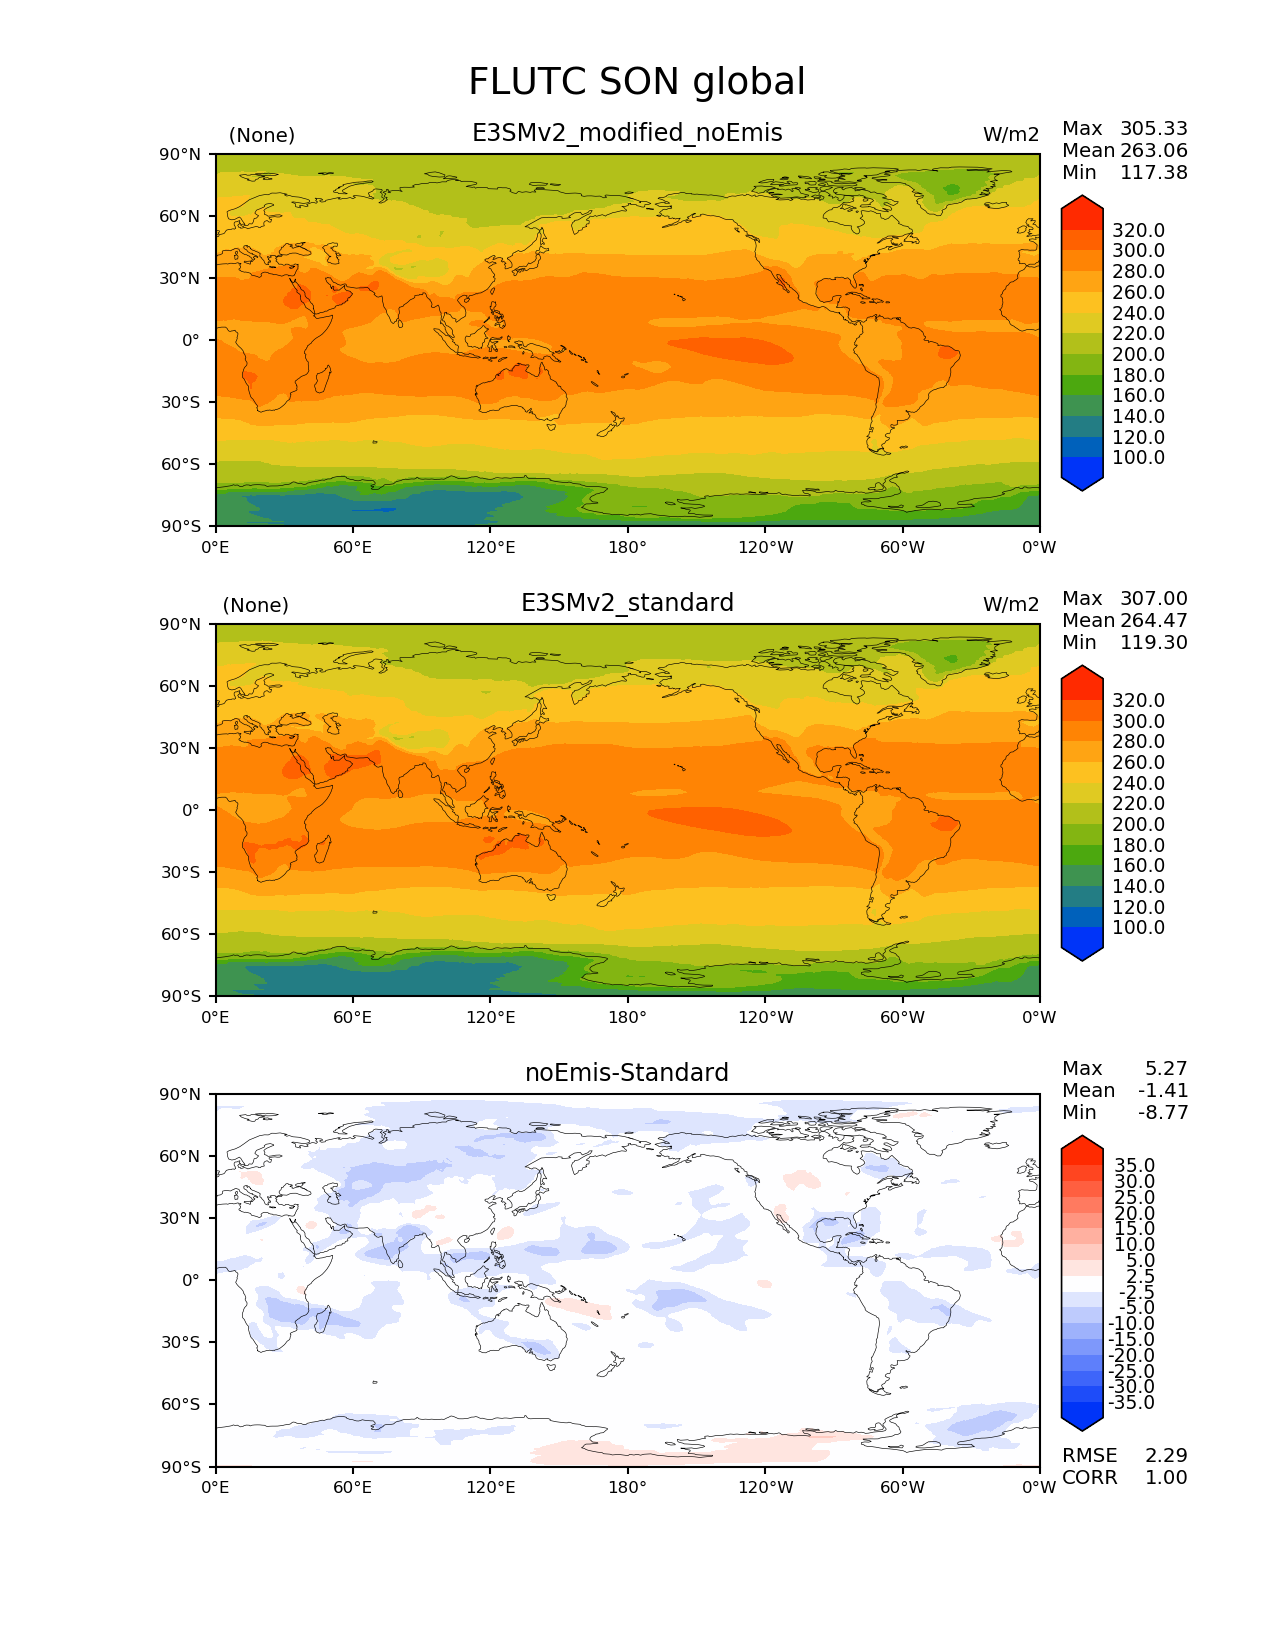 FLUTC SON global
(None) E3SMv2_modified_noEmis W/m2
Max 305.33
Mean 263.06
Min 117.38
90°N
60°N
30°N
0°
30°S
60°S
90°S
0°E 60°E 120°E 180° 120°W 60°W 0°W
320.0
300.0
280.0
260.0
240.0
220.0
200.0
180.0
160.0
140.0
120.0
100.0
(None) E3SMv2_standard W/m2
Max 307.00
Mean 264.47
Min 119.30
90°N
60°N
30°N
0°
30°S
60°S
90°S
0°E 60°E 120°E 180° 120°W 60°W 0°W
320.0
300.0
280.0
260.0
240.0
220.0
200.0
180.0
160.0
140.0
120.0
100.0
noEmis-Standard
Max 5.27
Mean -1.41
Min -8.77
90°N
60°N
30°N
0°
30°S
60°S
90°S
0°E 60°E 120°E 180° 120°W 60°W 0°W
35.0
30.0
25.0
20.0
15.0
10.0
5.0
2.5
-2.5
-5.0
-10.0
-15.0
-20.0
-25.0
-30.0
-35.0
RMSE 2.29
CORR 1.00